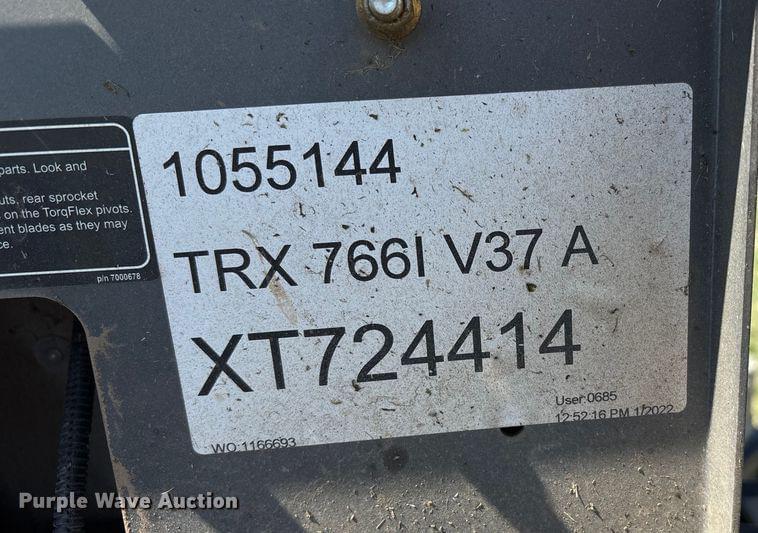 parts. Look and
uts, rear sprocket
s on the TorqFlex pivots.
ent blades as they may
ce.
p/n 7000678
1055144
TRX 766I V37 A
XT724414
User:0685
12:52:16 PM 1/2022
WO:1166693
Purple Wave Auction